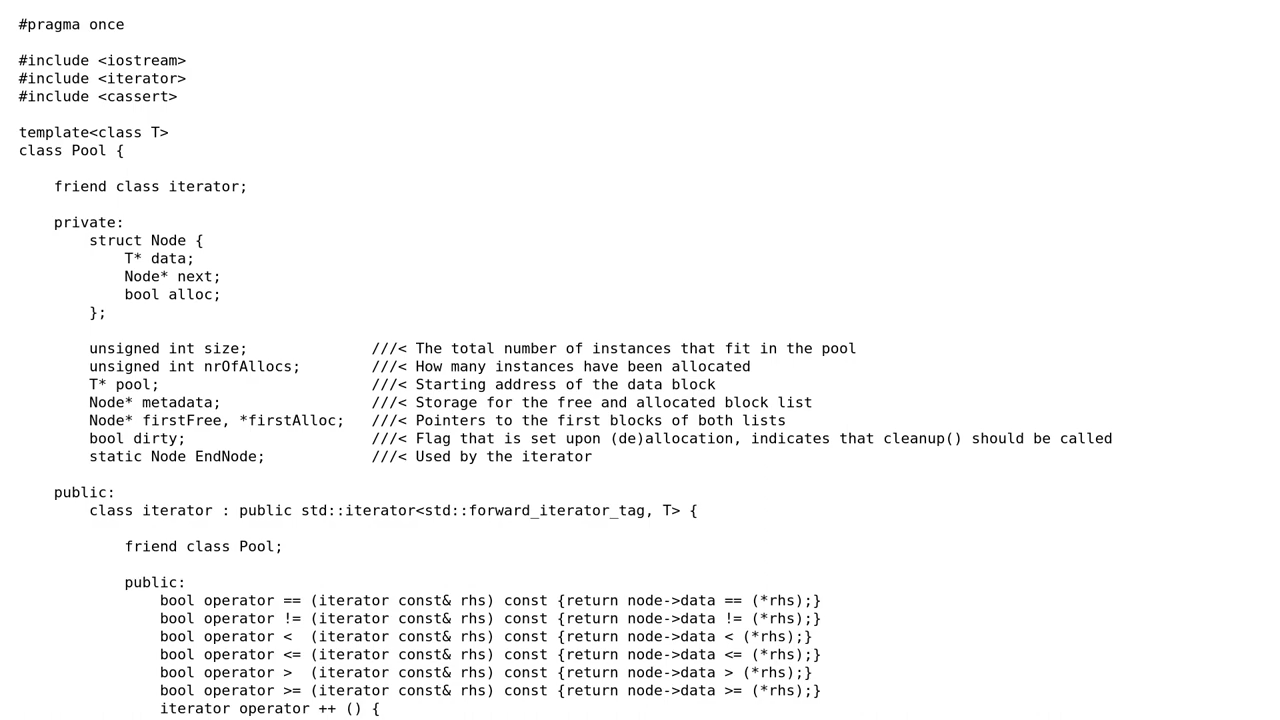 #pragma once

#include <iostream>
#include <iterator>
#include <cassert>

template<class T>
class Pool {

    friend class iterator;

    private:
        struct Node {
            T* data;
            Node* next;
            bool alloc;
        };

        unsigned int size;              ///< The total number of instances that fit in the pool
        unsigned int nrOfAllocs;        ///< How many instances have been allocated
        T* pool;                        ///< Starting address of the data block
        Node* metadata;                 ///< Storage for the free and allocated block list
        Node* firstFree, *firstAlloc;   ///< Pointers to the first blocks of both lists
        bool dirty;                     ///< Flag that is set upon (de)allocation, indicates that cleanup() should be called
        static Node EndNode;            ///< Used by the iterator

    public:
        class iterator : public std::iterator<std::forward_iterator_tag, T> {

            friend class Pool;

            public:
                bool operator == (iterator const& rhs) const {return node->data == (*rhs);}
                bool operator != (iterator const& rhs) const {return node->data != (*rhs);}
                bool operator <  (iterator const& rhs) const {return node->data < (*rhs);}
                bool operator <= (iterator const& rhs) const {return node->data <= (*rhs);}
                bool operator >  (iterator const& rhs) const {return node->data > (*rhs);}
                bool operator >= (iterator const& rhs) const {return node->data >= (*rhs);}
                iterator operator ++ () {